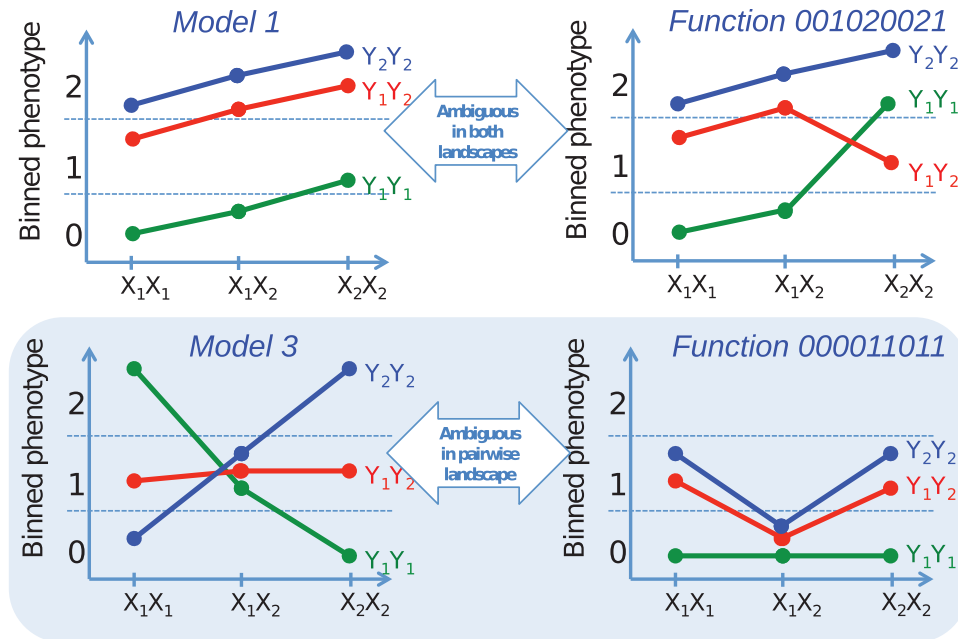 Model 1
Function 001020021
Binned phenotype
2
1
0
Y₂Y₂
Y₁Y₂
Y₁Y₁
X₁X₁ X₁X₂ X₂X₂
Ambiguous
in both
landscapes
Binned phenotype
2
1
0
Y₂Y₂
Y₁Y₁
Y₁Y₂
X₁X₁ X₁X₂ X₂X₂
Model 3
Function 000011011
Binned phenotype
2
1
0
Y₂Y₂
Y₁Y₂
Y₁Y₁
X₁X₁ X₁X₂ X₂X₂
Ambiguous
in pairwise
landscape
Binned phenotype
2
1
0
Y₂Y₂
Y₁Y₂
Y₁Y₁
X₁X₁ X₁X₂ X₂X₂